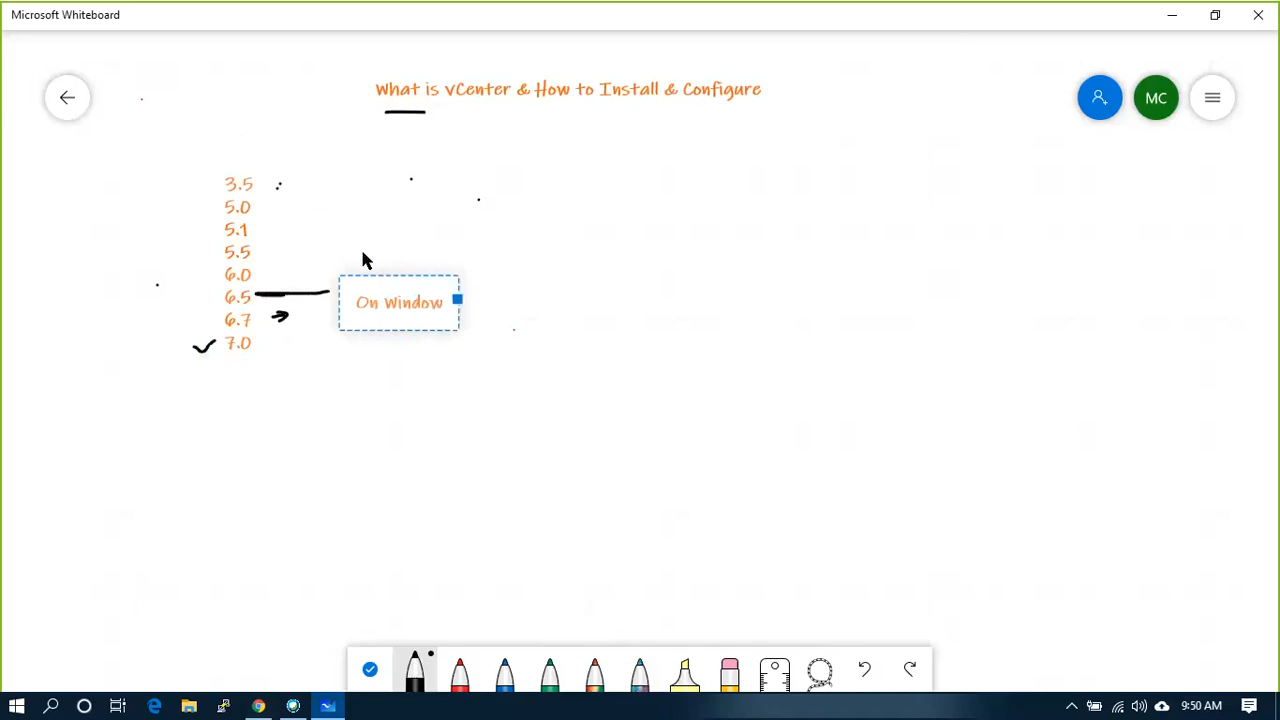 Microsoft Whiteboard
What is vCenter & How to Install & Configure
MC
3.5
5.0
5.1
5.5
6.0
6.5
On Window
6.7
7.0
9:50 AM